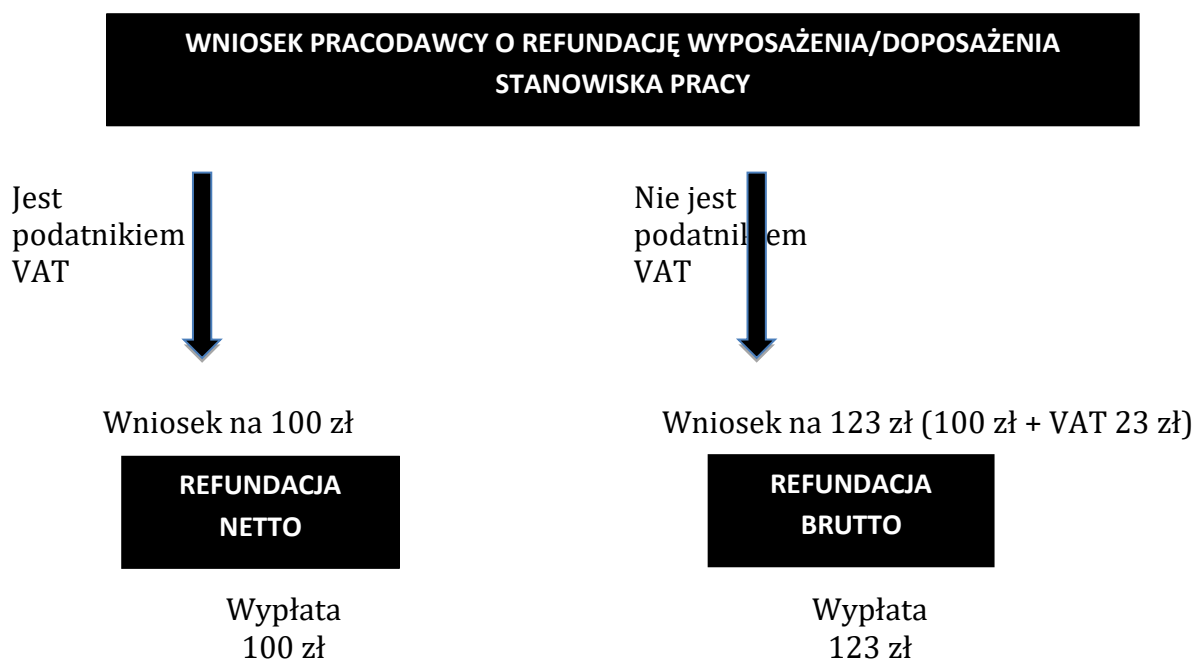 WNIOSEK PRACODAWCY O REFUNDACJĘ WYPOSAŻENIA/DOPOSAŻENIA
STANOWISKA PRACY
Jest
podatnikiem
VAT
Nie jest
podatnikiem
VAT
Wniosek na 100 zł
Wniosek na 123 zł (100 zł + VAT 23 zł)
REFUNDACJA
NETTO
REFUNDACJA
BRUTTO
Wypłata
100 zł
Wypłata
123 zł